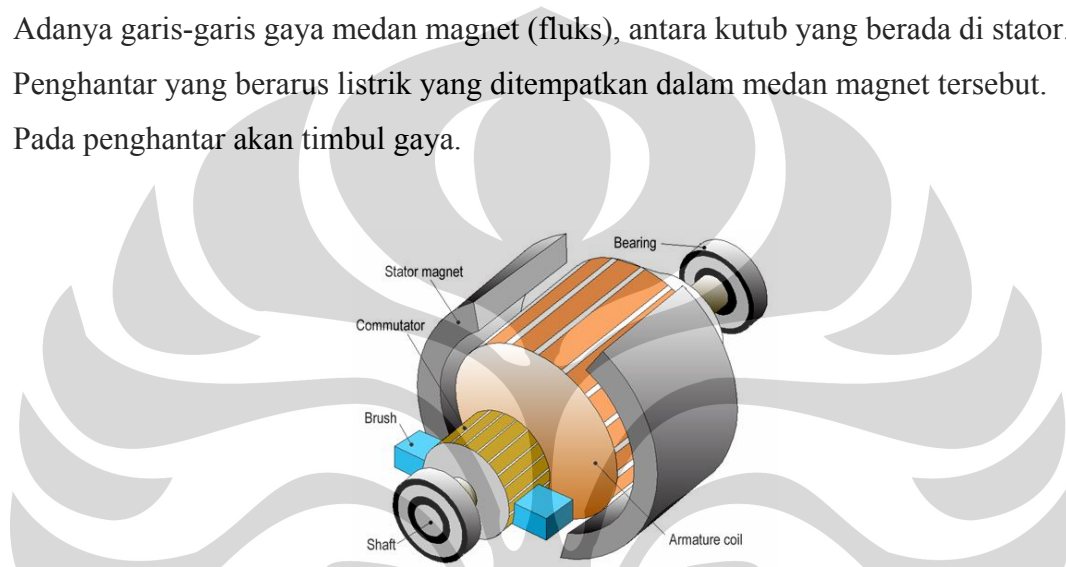 Adanya garis-garis gaya medan magnet (fluks), antara kutub yang berada di stator.
Penghantar yang berarus listrik yang ditempatkan dalam medan magnet tersebut.
Pada penghantar akan timbul gaya.
Bearing
Stator magnet
Commutator
Brush
Shaft
Armature coil